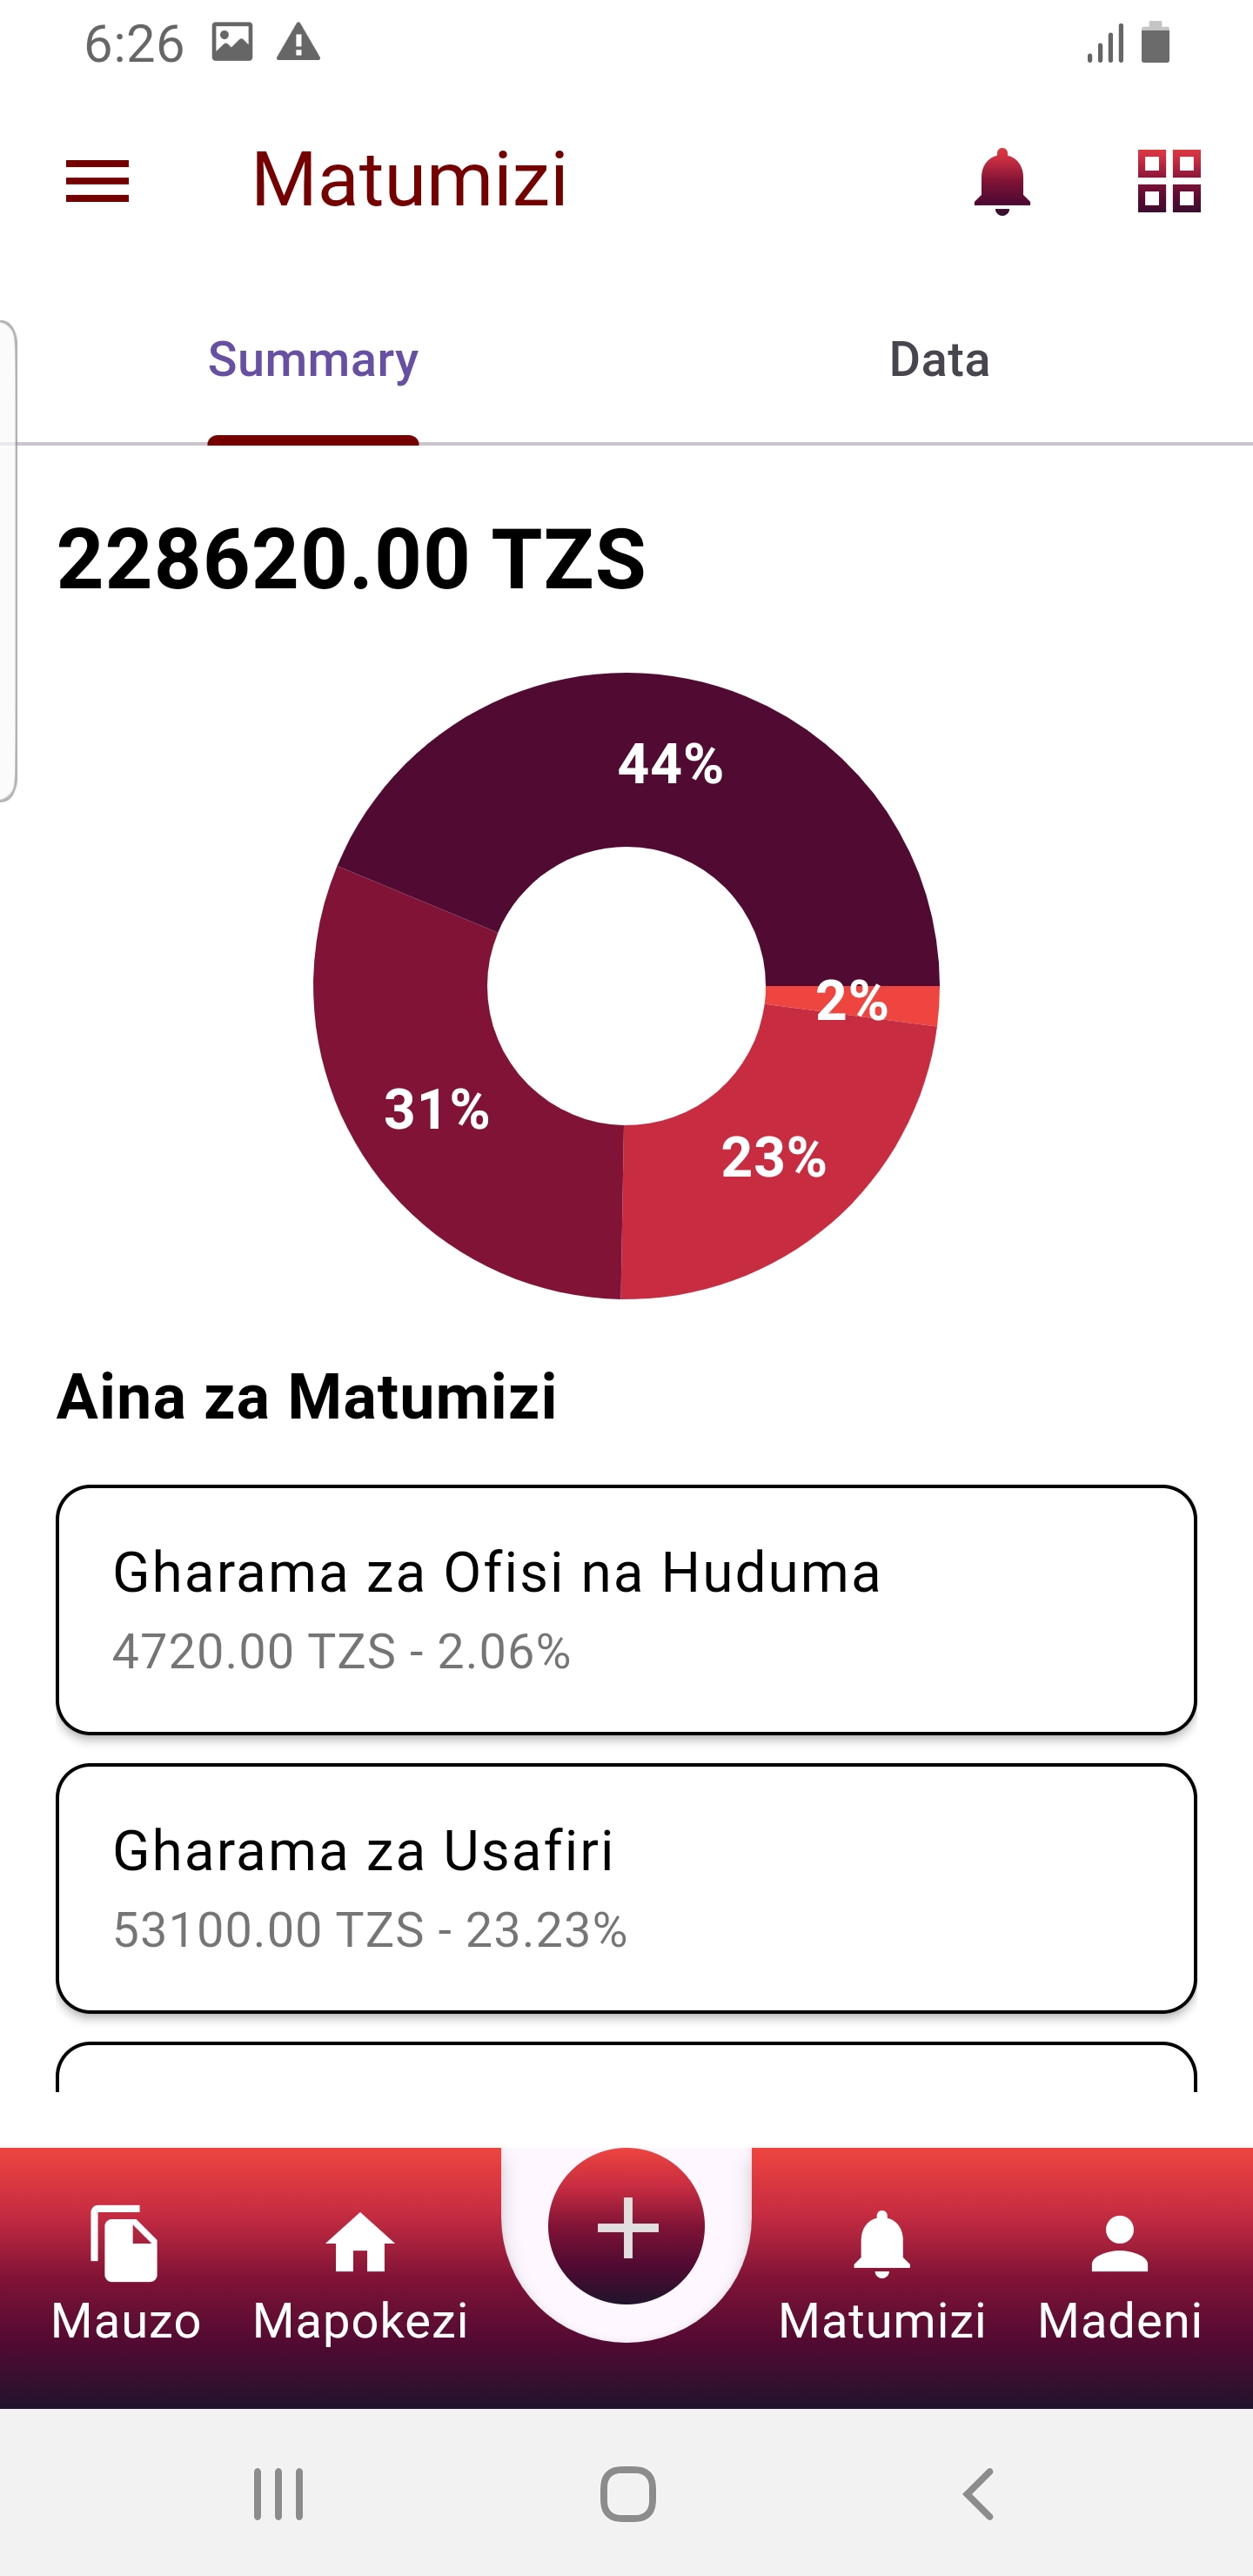 6:26
Matumizi
Summary
Data
228620.00 TZS
44%
2%
31%
23%
Aina za Matumizi
Gharama za Ofisi na Huduma
4720.00 TZS - 2.06%
Gharama za Usafiri
53100.00 TZS - 23.23%
Mauzo
Mapokezi
Matumizi
Madeni